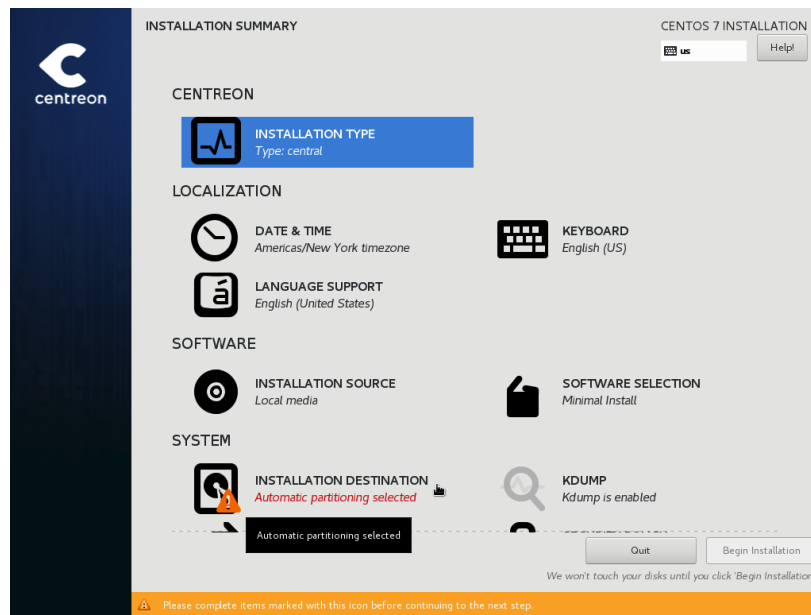 INSTALLATION SUMMARY
CENTOS 7 INSTALLATION
us
Help!
centreon
CENTREON
INSTALLATION TYPE
Type: central
LOCALIZATION
DATE & TIME
Americas/New York timezone
KEYBOARD
English (US)
á
LANGUAGE SUPPORT
English (United States)
SOFTWARE
INSTALLATION SOURCE
Local media
SOFTWARE SELECTION
Minimal Install
SYSTEM
INSTALLATION DESTINATION
Automatic partitioning selected
KDUMP
Kdump is enabled
Automatic partitioning selected
Quit
Begin Installation
We won't touch your disks until you click 'Begin Installation
Please complete items marked with this icon before continuing to the next step.